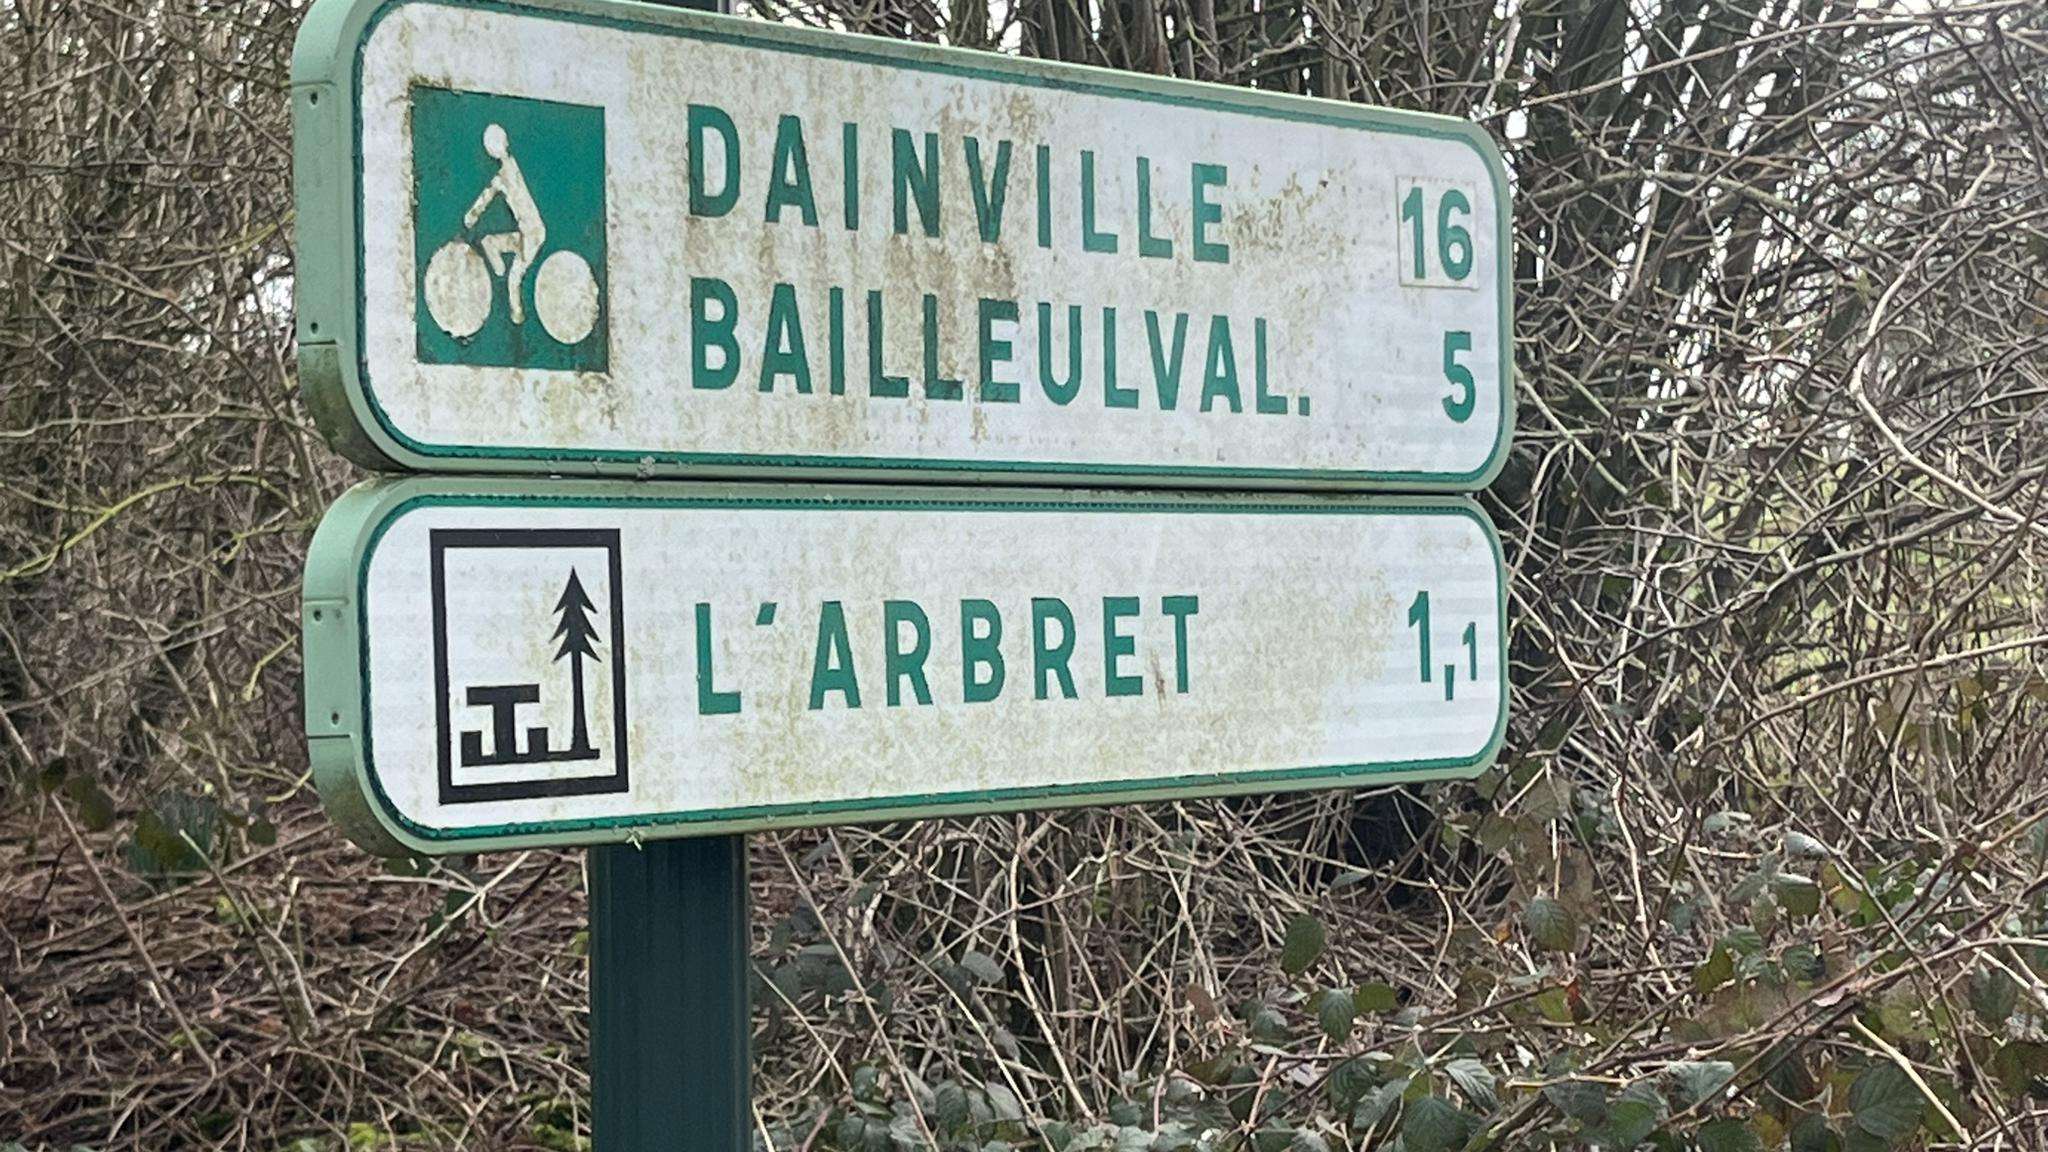 DAINVILLE 16
BAILLEULVAL. 5
L'ARBRET 1,1